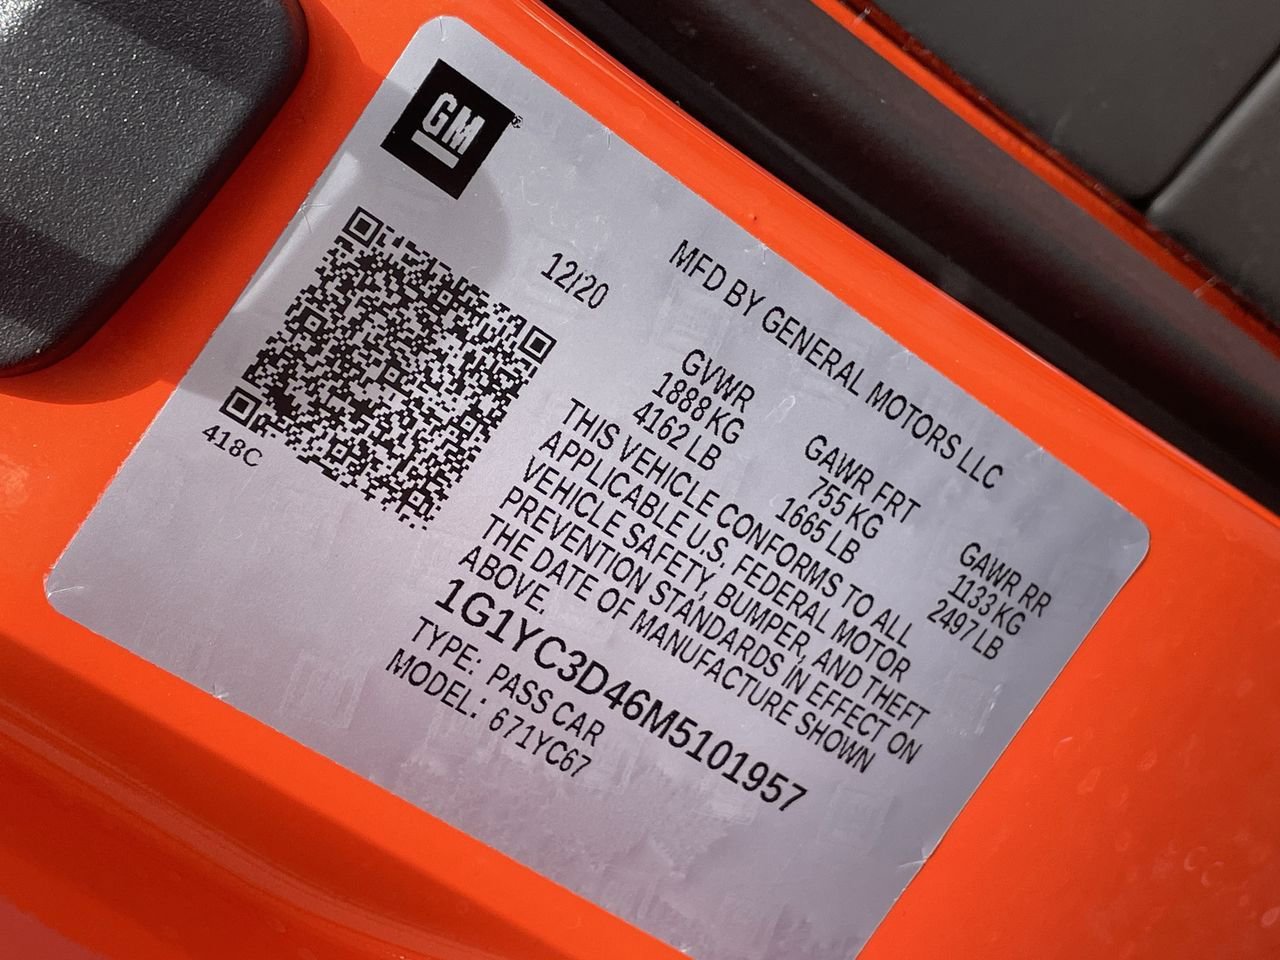 GM
12/20
MFD BY GENERAL MOTORS LLC
GVWR
1888 KG
4162 LB
GAWR FRT
755 KG
1665 LB
GAWR RR
1133 KG
2497 LB
THIS VEHICLE CONFORMS TO ALL
APPLICABLE U.S. FEDERAL MOTOR
VEHICLE SAFETY, BUMPER, AND THEFT
PREVENTION STANDARDS IN EFFECT ON
THE DATE OF MANUFACTURE SHOWN
ABOVE.
1G1YC3D46M5101957
TYPE: PASS CAR
MODEL: 671YC67
418C